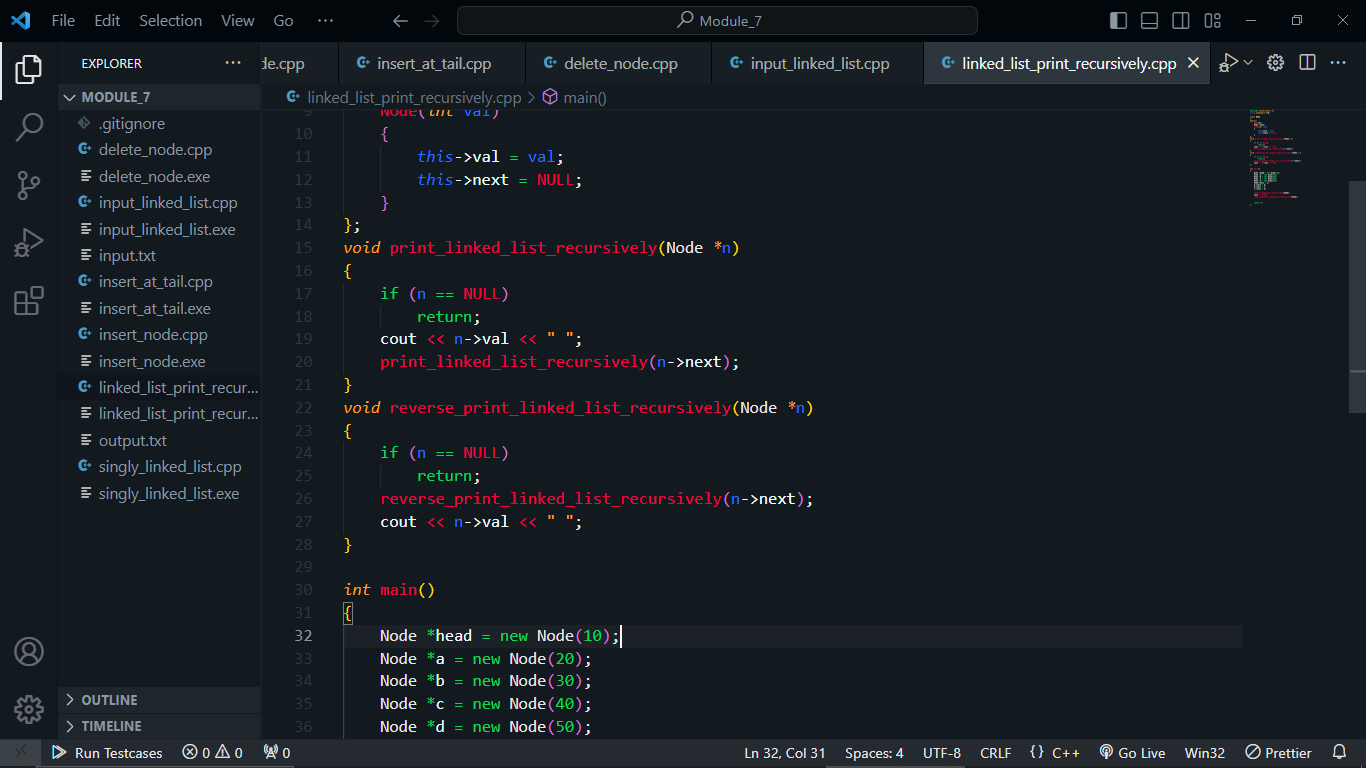 File Edit Selection View Go ··· Module_7
EXPLORER ···
de.cpp insert_at_tail.cpp delete_node.cpp input_linked_list.cpp linked_list_print_recursively.cpp
MODULE_7
linked_list_print_recursively.cpp > main()
.gitignore
delete_node.cpp
delete_node.exe
input_linked_list.cpp
input_linked_list.exe
input.txt
insert_at_tail.cpp
insert_at_tail.exe
insert_node.cpp
insert_node.exe
linked_list_print_recur...
linked_list_print_recur...
output.txt
singly_linked_list.cpp
singly_linked_list.exe
OUTLINE
TIMELINE
9 Node(int val)
10 {
11 this->val = val;
12 this->next = NULL;
13 }
14 };
15 void print_linked_list_recursively(Node *n)
16 {
17 if (n == NULL)
18 return;
19 cout << n->val << " ";
20 print_linked_list_recursively(n->next);
21 }
22 void reverse_print_linked_list_recursively(Node *n)
23 {
24 if (n == NULL)
25 return;
26 reverse_print_linked_list_recursively(n->next);
27 cout << n->val << " ";
28 }
29
30 int main()
31 {
32 Node *head = new Node(10);
33 Node *a = new Node(20);
34 Node *b = new Node(30);
35 Node *c = new Node(40);
36 Node *d = new Node(50);
Run Testcases 0 0 0 Ln 32, Col 31 Spaces: 4 UTF-8 CRLF {} C++ Go Live Win32 Prettier